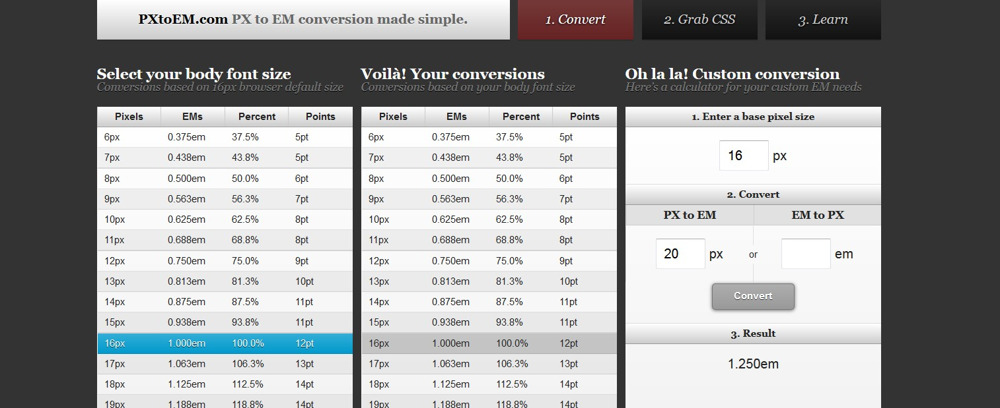 PXtoEM.com PX to EM conversion made simple.
1. Convert
2. Grab CSS
3. Learn
Select your body font size
Conversions based on 16px browser default size
Pixels EMs Percent Points
6px 0.375em 37.5% 5pt
7px 0.438em 43.8% 5pt
8px 0.500em 50.0% 6pt
9px 0.563em 56.3% 7pt
10px 0.625em 62.5% 8pt
11px 0.688em 68.8% 8pt
12px 0.750em 75.0% 9pt
13px 0.813em 81.3% 10pt
14px 0.875em 87.5% 11pt
15px 0.938em 93.8% 11pt
16px 1.000em 100.0% 12pt
17px 1.063em 106.3% 13pt
18px 1.125em 112.5% 14pt
19px 1.188em 118.8% 14pt
Voilà! Your conversions
Conversions based on your body font size
Pixels EMs Percent Points
6px 0.375em 37.5% 5pt
7px 0.438em 43.8% 5pt
8px 0.500em 50.0% 6pt
9px 0.563em 56.3% 7pt
10px 0.625em 62.5% 8pt
11px 0.688em 68.8% 8pt
12px 0.750em 75.0% 9pt
13px 0.813em 81.3% 10pt
14px 0.875em 87.5% 11pt
15px 0.938em 93.8% 11pt
16px 1.000em 100.0% 12pt
17px 1.063em 106.3% 13pt
18px 1.125em 112.5% 14pt
19px 1.188em 118.8% 14pt
Oh la la! Custom conversion
Here's a calculator for your custom EM needs
1. Enter a base pixel size
16 px
2. Convert
PX to EM EM to PX
20 px or em
Convert
3. Result
1.250em